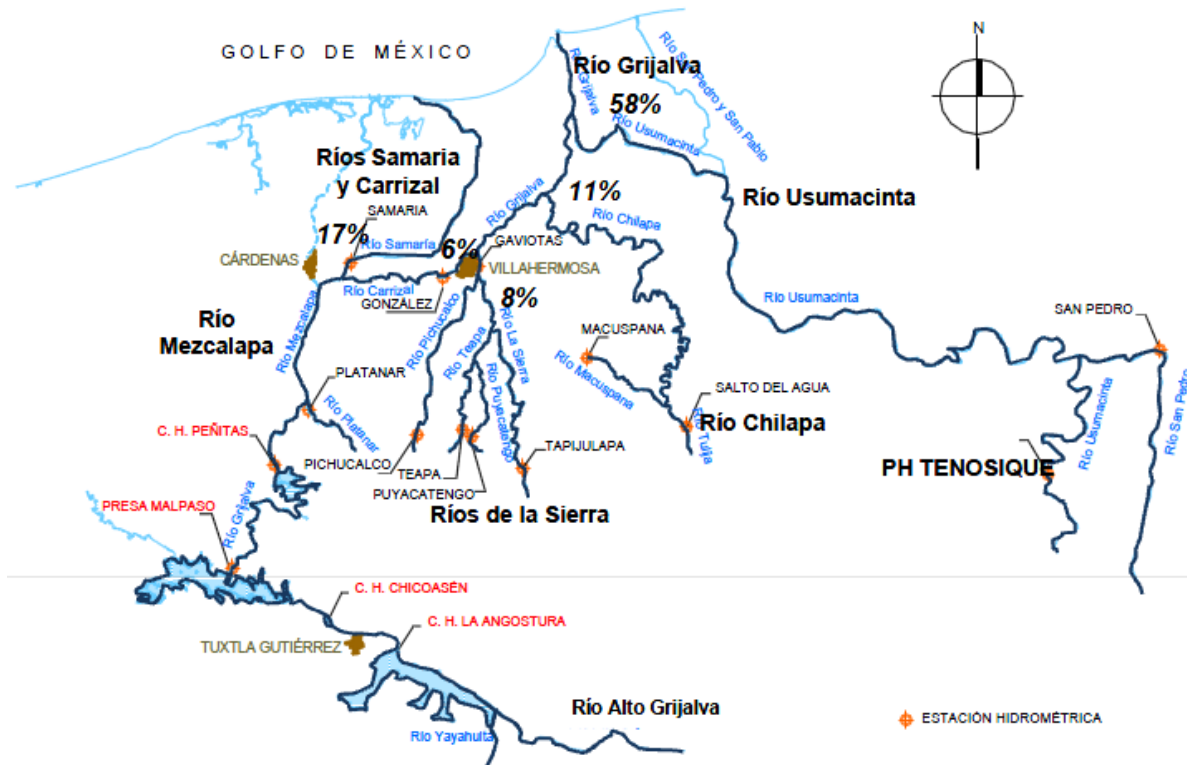 GOLFO DE MÉXICO
N
Río Grijalva
58%
Río Grijalva
Río San Pedro y San Pablo
Río Usumacinta
Ríos Samaria
y Carrizal
SAMARIA
17%
Río Samaría
CÁRDENAS
6%
Río Grijalva
11%
Río Chilapa
Río Usumacinta
GAVIOTAS
VILLAHERMOSA
Río Carrizal
GONZÁLEZ
8%
Río Usumacinta
SAN PEDRO
Río
Mezcalapa
Río Mezcalapa
Río Pichucalco
Río Teapa
Río La Sierra
Río Puyacatengo
MACUSPANA
Río Macuspana
PLATANAR
Río Platanar
SALTO DEL AGUA
Río Chilapa
Río Tulija
Río Usumacinta
Río San Pedro
C. H. PEÑITAS
PICHUCALCO
TEAPA
PUYACATENGO
TAPIJULAPA
PH TENOSIQUE
Ríos de la Sierra
PRESA MALPASO
Río Grijalva
C. H. CHICOASÉN
C. H. LA ANGOSTURA
TUXTLA GUTIÉRREZ
Río Alto Grijalva
Río Yayahuita
ESTACIÓN HIDROMÉTRICA